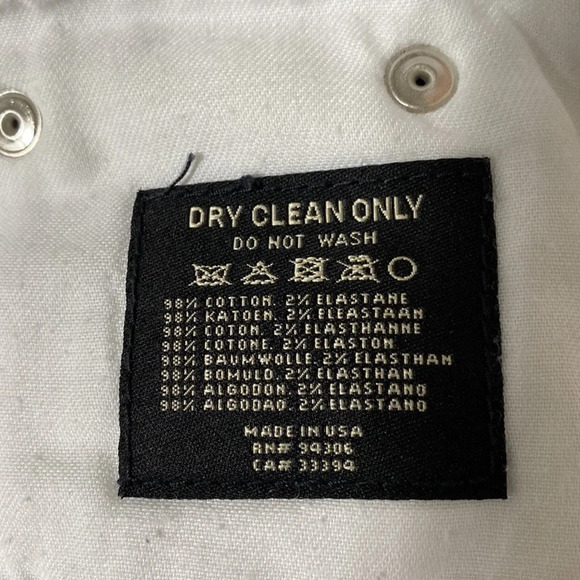 DRY CLEAN ONLY
DO NOT WASH
98% COTTON, 2% ELASTANE
98% KATOEN, 2% ELEASTAAN
98% COTON, 2% ELASTHANNE
98% COTONE, 2% ELASTON
98% BAUMWOLLE, 2% ELASTHAN
98% BOMULD, 2% ELASTHAN
98% ALGODON, 2% ELASTANO
98% ALGODAO, 2% ELASTANO
MADE IN USA
RN# 94306
CA# 33394